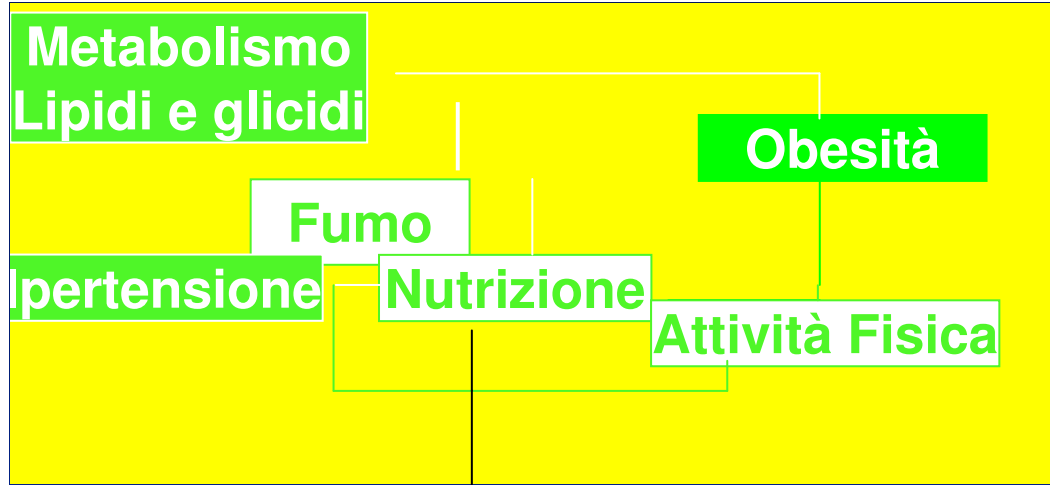 Metabolismo
Lipidi e glicidi
Obesità
Fumo
Ipertensione
Nutrizione
Attività Fisica